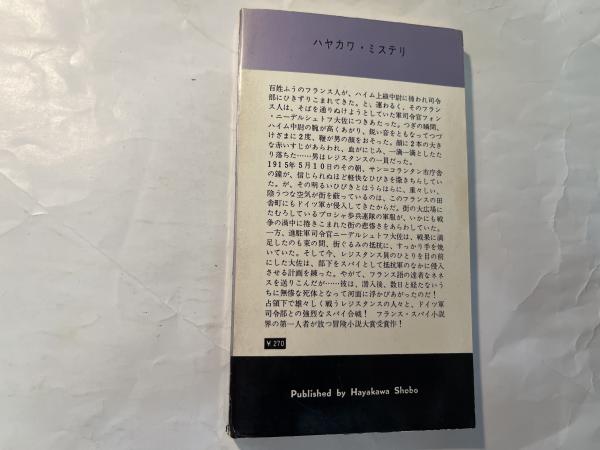 ハヤカワ・ミステリ
百姓ふうのフランス人が、ハイム上級中尉に捕われ司令
部にひきずりこまれてきた。と、運わるく、そのフラン
ス人は、そばを通りぬけようとしていた軍司令官フォン
・ニーデルシュトフ大佐につきあたった。つぎの瞬間、
ハイム中尉の腕が高くあがり、鋭い音をともなってつづ
けざまに2度、鞭が男の顔をおそった。顔に2本の大き
な赤いすじがあらわれ、血がにじみ、一滴一滴としたた
り落ちた……男はレジスタンスの一員だった。
1915年5月10日のその朝、サン＝コランタン市庁舎
の鐘が、信じられぬほど軽快なひびきを撒きちらしてい
た。が、その明るいひびきとはうらはらに、重々しい、
陰うつな空気が街を蔽っているのは、このフランスの田
舎町にもドイツ軍が侵入してきたからだ。街の大広場に
たむろしているプロシャ歩兵連隊の軍服が、いかにも戦
争の渦中に捲きこまれた街の悲惨さをあらわしていた。
一方、進駐軍司令官ニーデルシュトフ大佐は、戦果に満
足したのも束の間、街ぐるみの抵抗に、すっかり手を焼
いていた。そして今、レジスタンス員のひとりを目の前
にした大佐は、部下をスパイとして抵抗軍のなかに侵入
させる計画を練った。やがて、フランス語の達者なネネ
スを送りこんだが……彼は、潜入後、数日と経たないう
ちに無惨な死体となって河面に浮かびあがったのだ！
占領下で雄々しく戦うレジスタンスの人々と、ドイツ軍
司令部との強烈なスパイ合戦！　フランス・スパイ小説
界の第一人者が放つ冒険小説大賞受賞作！
¥270
Published by Hayakawa Shobo